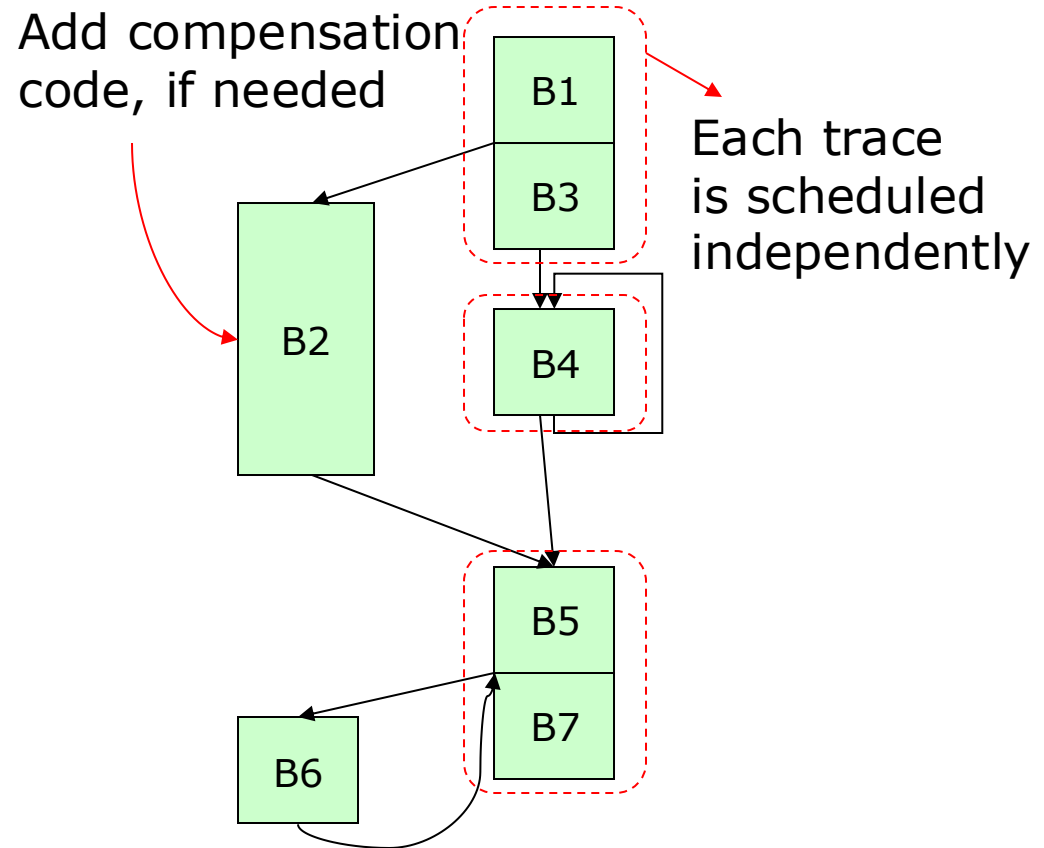 Add compensation
code, if needed
B1
Each trace
is scheduled
independently
B3
B2
B4
B5
B7
B6